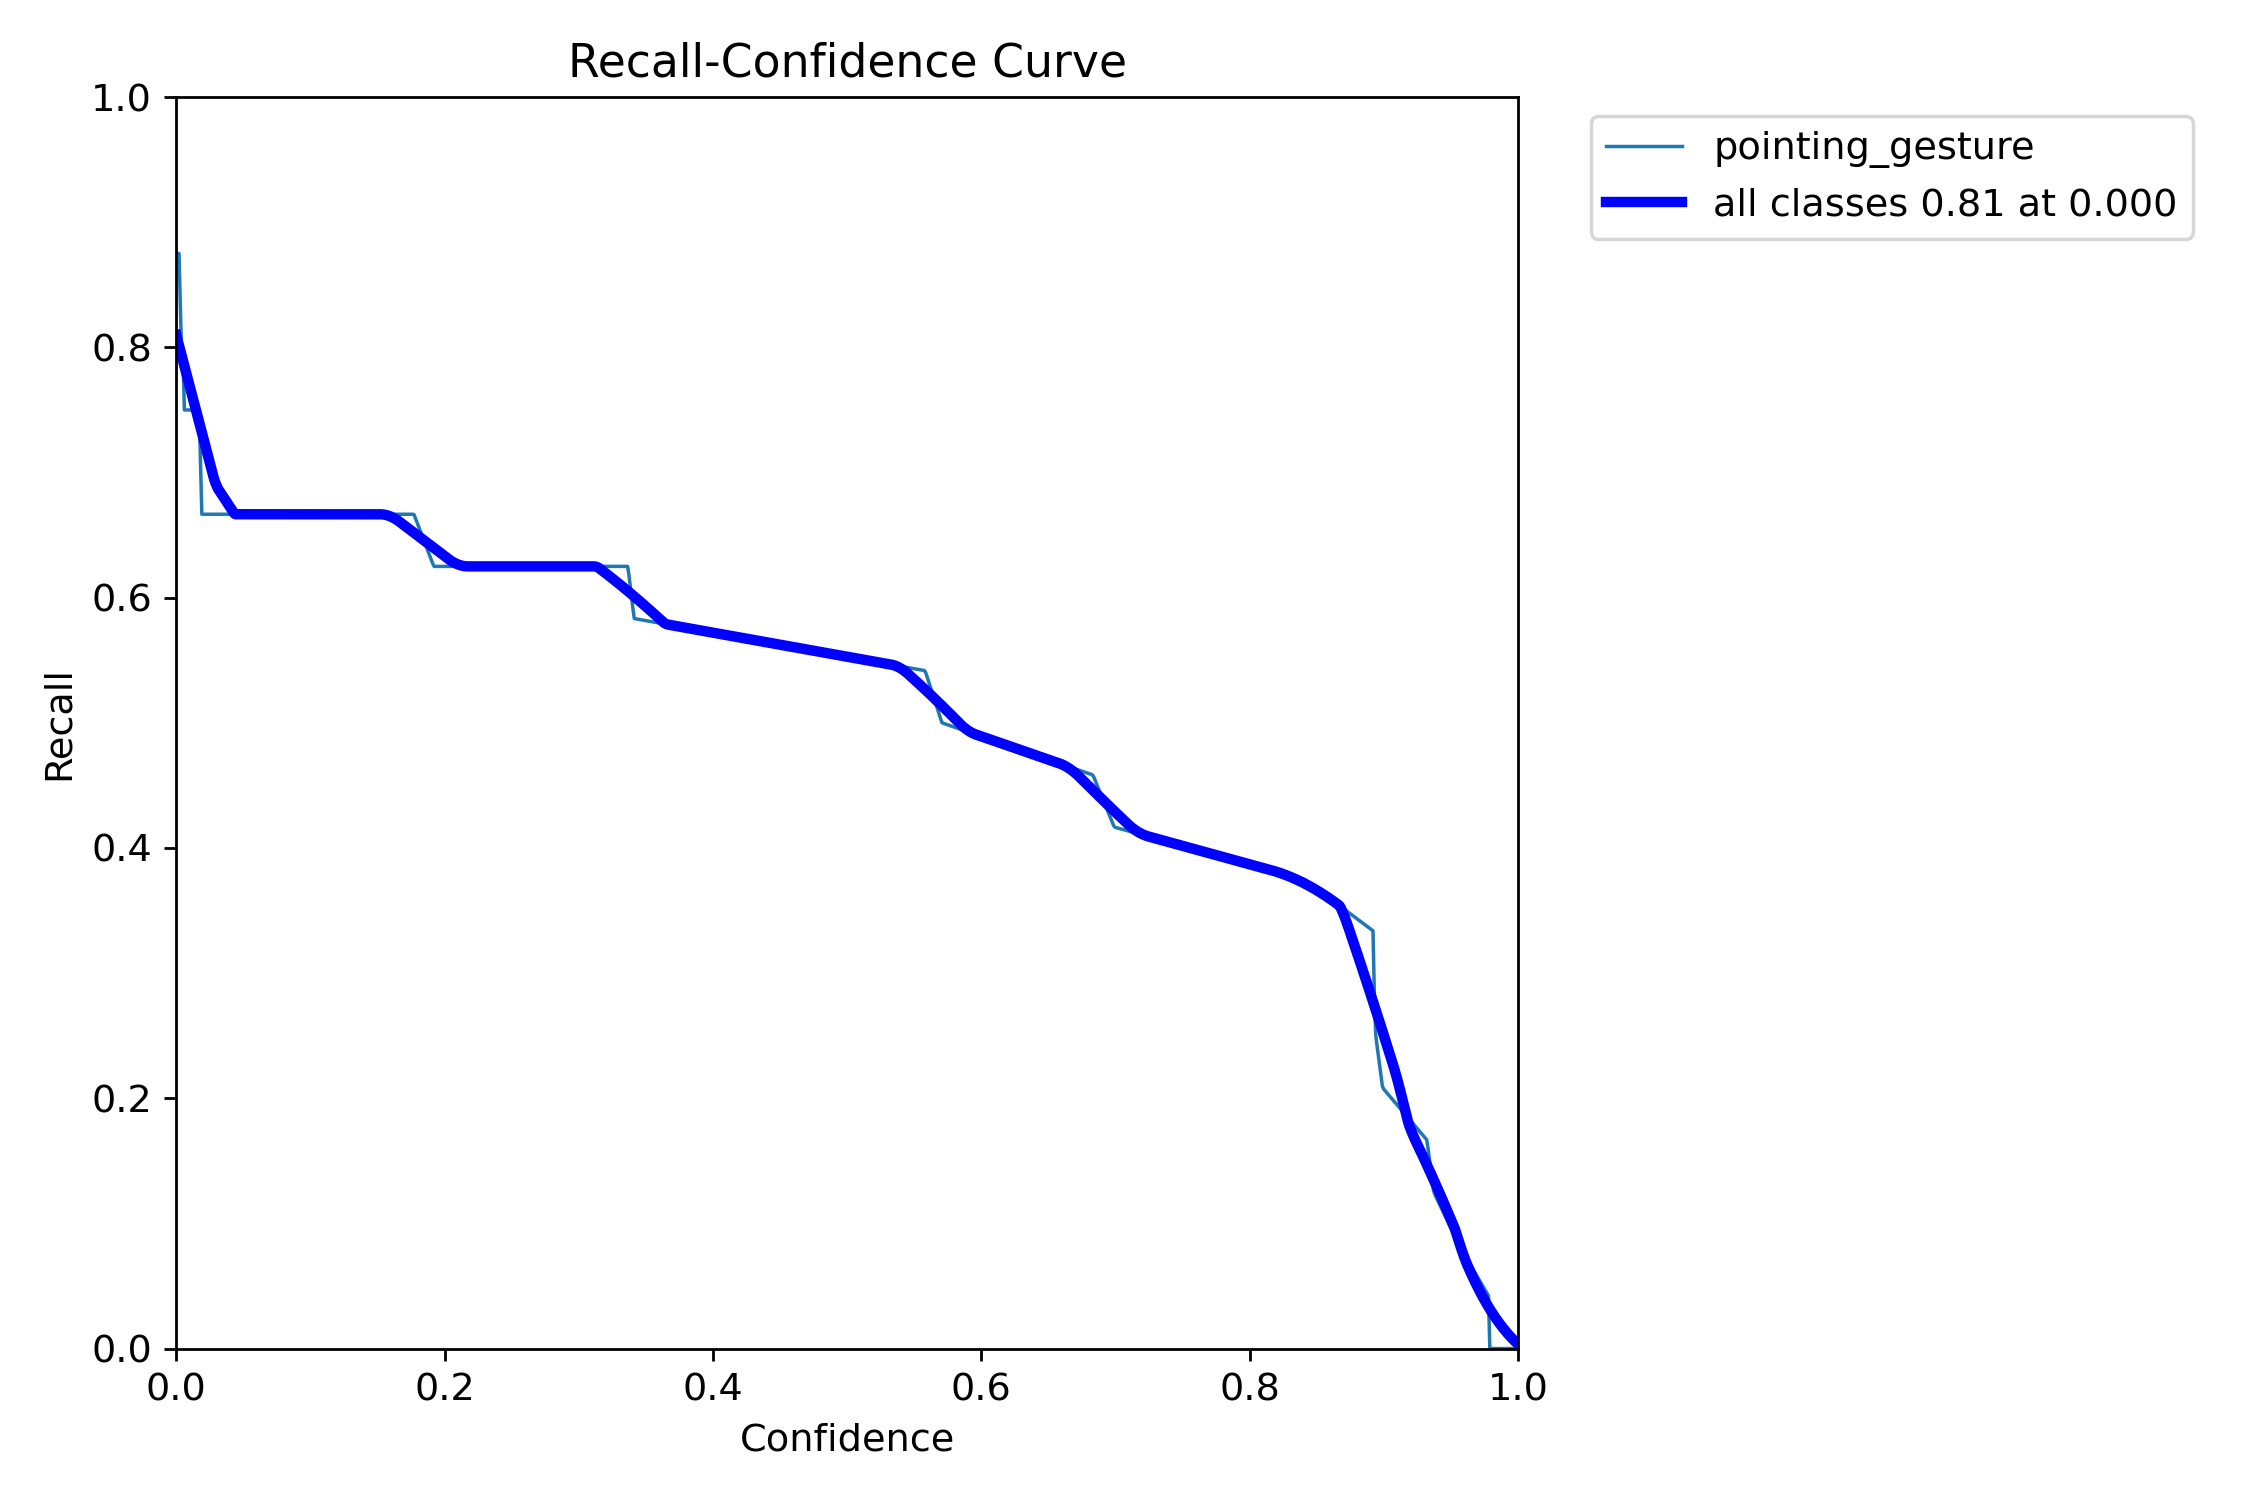 Recall-Confidence Curve
1.0
0.8
0.6
0.4
0.2
0.0
Recall
0.0 0.2 0.4 0.6 0.8 1.0
Confidence
pointing_gesture
all classes 0.81 at 0.000